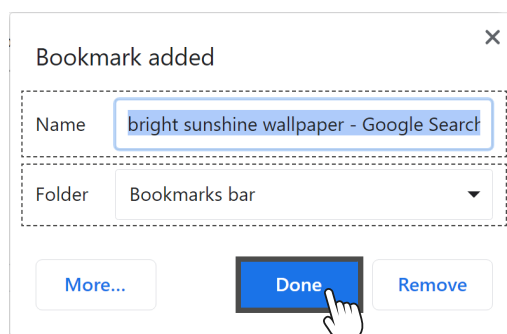 Bookmark added
Name bright sunshine wallpaper - Google Search
Folder Bookmarks bar
More... Done Remove